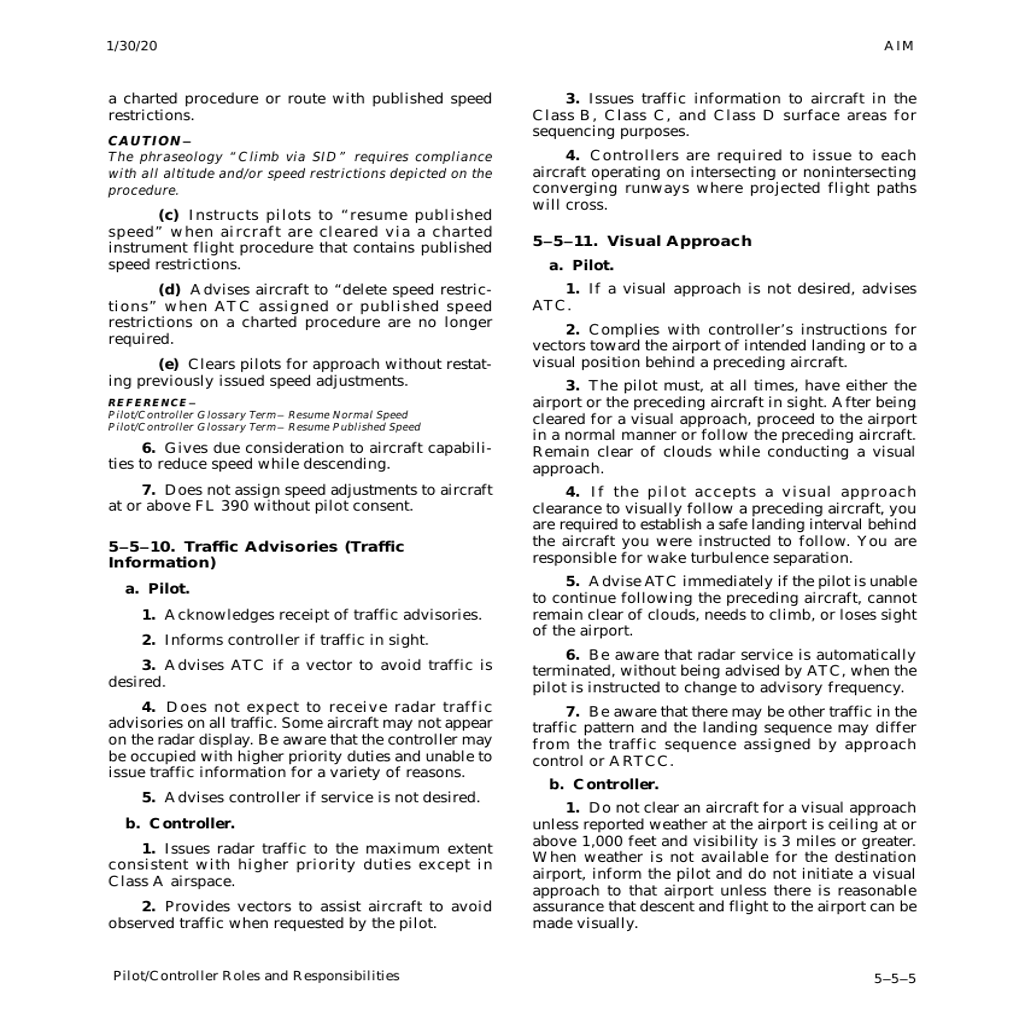 1/30/20
AIM
a charted procedure or route with published speed
restrictions.
CAUTION–
The phraseology “Climb via SID” requires compliance
with all altitude and/or speed restrictions depicted on the
procedure.
(c) Instructs pilots to “resume published
speed” when aircraft are cleared via a charted
instrument flight procedure that contains published
speed restrictions.
(d) Advises aircraft to “delete speed restric-
tions” when ATC assigned or published speed
restrictions on a charted procedure are no longer
required.
(e) Clears pilots for approach without restat-
ing previously issued speed adjustments.
REFERENCE–
Pilot/Controller Glossary Term– Resume Normal Speed
Pilot/Controller Glossary Term– Resume Published Speed
6. Gives due consideration to aircraft capabili-
ties to reduce speed while descending.
7. Does not assign speed adjustments to aircraft
at or above FL 390 without pilot consent.
5–5–10. Traffic Advisories (Traffic
Information)
a. Pilot.
1. Acknowledges receipt of traffic advisories.
2. Informs controller if traffic in sight.
3. Advises ATC if a vector to avoid traffic is
desired.
4. Does not expect to receive radar traffic
advisories on all traffic. Some aircraft may not appear
on the radar display. Be aware that the controller may
be occupied with higher priority duties and unable to
issue traffic information for a variety of reasons.
5. Advises controller if service is not desired.
b. Controller.
1. Issues radar traffic to the maximum extent
consistent with higher priority duties except in
Class A airspace.
2. Provides vectors to assist aircraft to avoid
observed traffic when requested by the pilot.
3. Issues traffic information to aircraft in the
Class B, Class C, and Class D surface areas for
sequencing purposes.
4. Controllers are required to issue to each
aircraft operating on intersecting or nonintersecting
converging runways where projected flight paths
will cross.
5–5–11. Visual Approach
a. Pilot.
1. If a visual approach is not desired, advises
ATC.
2. Complies with controller’s instructions for
vectors toward the airport of intended landing or to a
visual position behind a preceding aircraft.
3. The pilot must, at all times, have either the
airport or the preceding aircraft in sight. After being
cleared for a visual approach, proceed to the airport
in a normal manner or follow the preceding aircraft.
Remain clear of clouds while conducting a visual
approach.
4. If the pilot accepts a visual approach
clearance to visually follow a preceding aircraft, you
are required to establish a safe landing interval behind
the aircraft you were instructed to follow. You are
responsible for wake turbulence separation.
5. Advise ATC immediately if the pilot is unable
to continue following the preceding aircraft, cannot
remain clear of clouds, needs to climb, or loses sight
of the airport.
6. Be aware that radar service is automatically
terminated, without being advised by ATC, when the
pilot is instructed to change to advisory frequency.
7. Be aware that there may be other traffic in the
traffic pattern and the landing sequence may differ
from the traffic sequence assigned by approach
control or ARTCC.
b. Controller.
1. Do not clear an aircraft for a visual approach
unless reported weather at the airport is ceiling at or
above 1,000 feet and visibility is 3 miles or greater.
When weather is not available for the destination
airport, inform the pilot and do not initiate a visual
approach to that airport unless there is reasonable
assurance that descent and flight to the airport can be
made visually.
Pilot/Controller Roles and Responsibilities
5–5–5